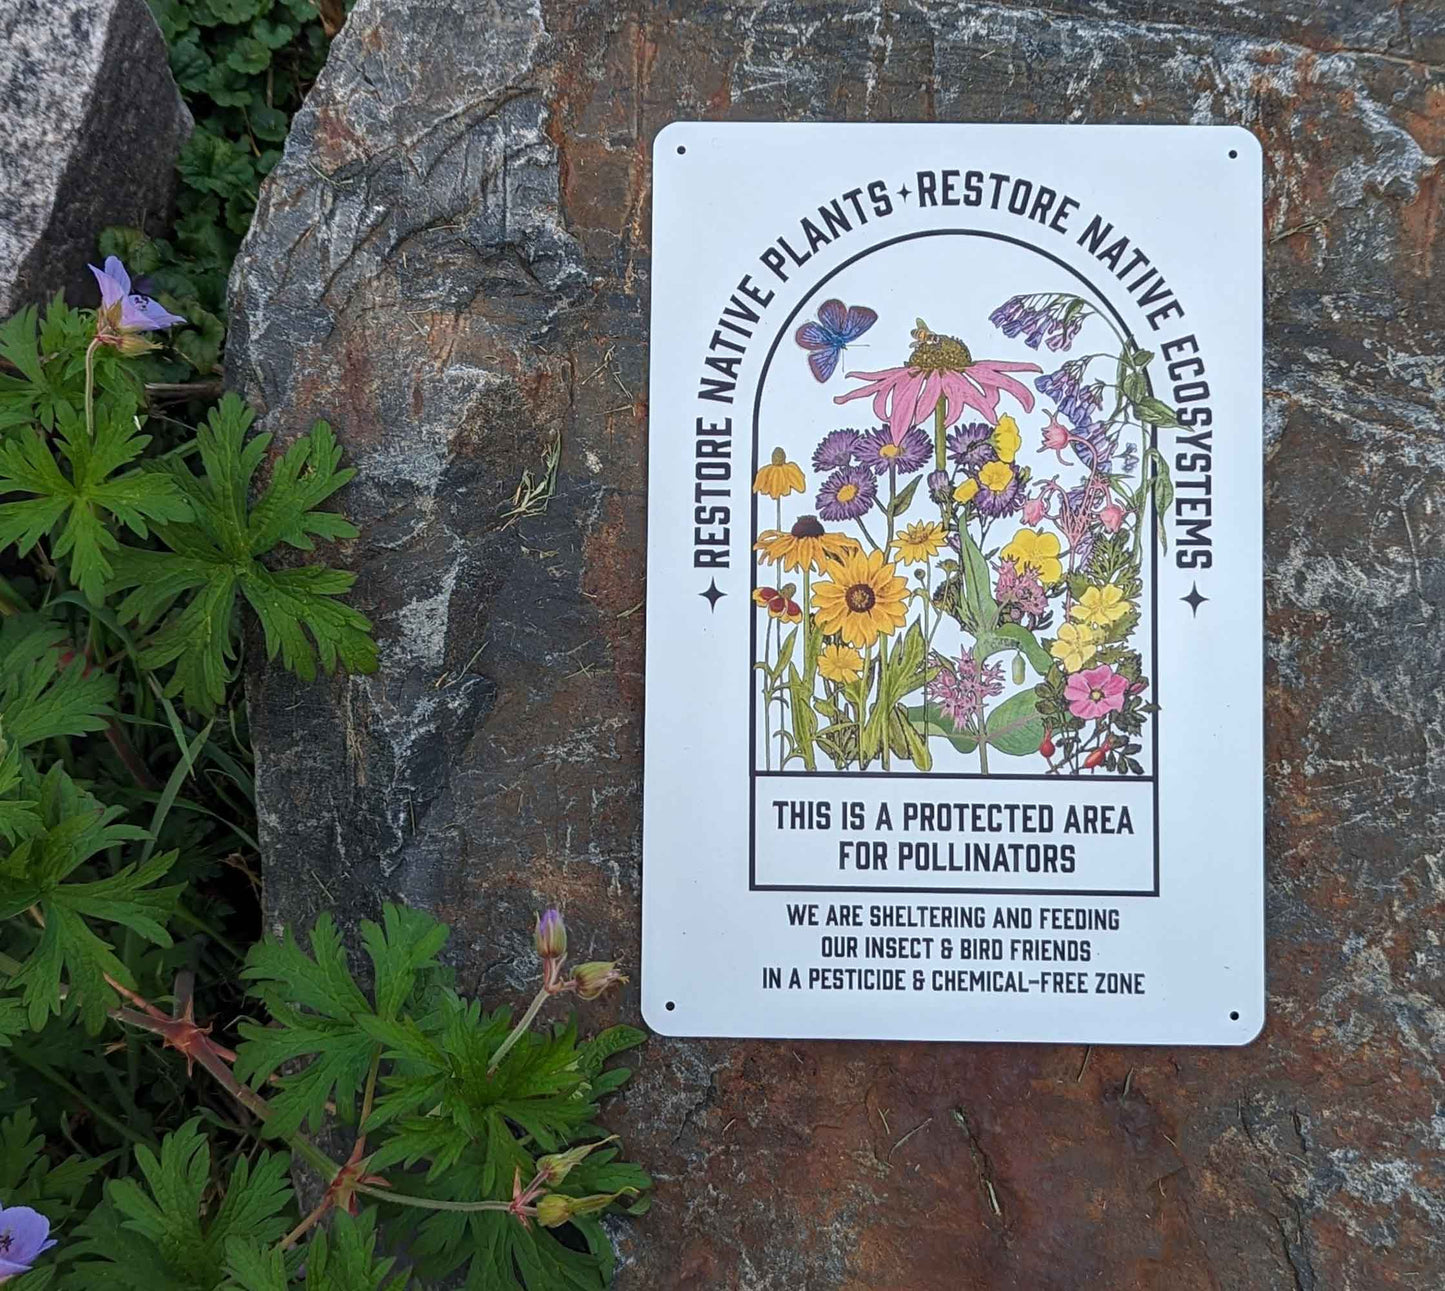 RESTORE NATIVE PLANTS ✦ RESTORE NATIVE ECOSYSTEMS
THIS IS A PROTECTED AREA
FOR POLLINATORS
WE ARE SHELTERING AND FEEDING
OUR INSECT & BIRD FRIENDS
IN A PESTICIDE & CHEMICAL-FREE ZONE